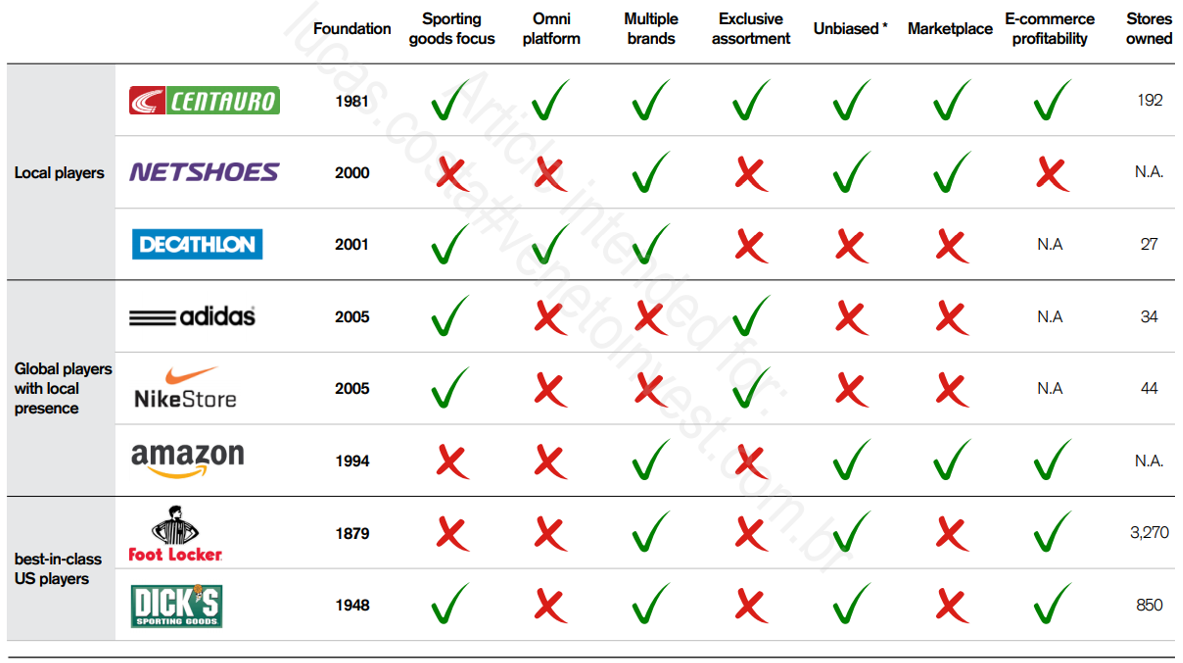 Foundation Sporting goods focus Omni platform Multiple brands Exclusive assortment Unbiased * Marketplace E-commerce profitability Stores owned
Local players
CENTAURO 1981 ✓ ✓ ✓ ✓ ✓ ✓ ✓ 192
NETSHOES 2000 ✗ ✗ ✓ ✗ ✓ ✓ ✗ N.A.
DECATHLON 2001 ✓ ✓ ✓ ✗ ✗ ✗ N.A 27
Global players with local presence
adidas 2005 ✓ ✗ ✗ ✓ ✗ ✗ N.A 34
NikeStore 2005 ✓ ✗ ✗ ✓ ✗ ✗ N.A 44
amazon 1994 ✗ ✗ ✓ ✗ ✓ ✓ ✓ N.A.
best-in-class US players
Foot Locker. 1879 ✗ ✗ ✓ ✗ ✓ ✗ ✓ 3,270
DICK'S SPORTING GOODS 1948 ✓ ✗ ✓ ✗ ✓ ✗ ✓ 850
Article intended for:
lucas.costa#venetoinvest.com.br